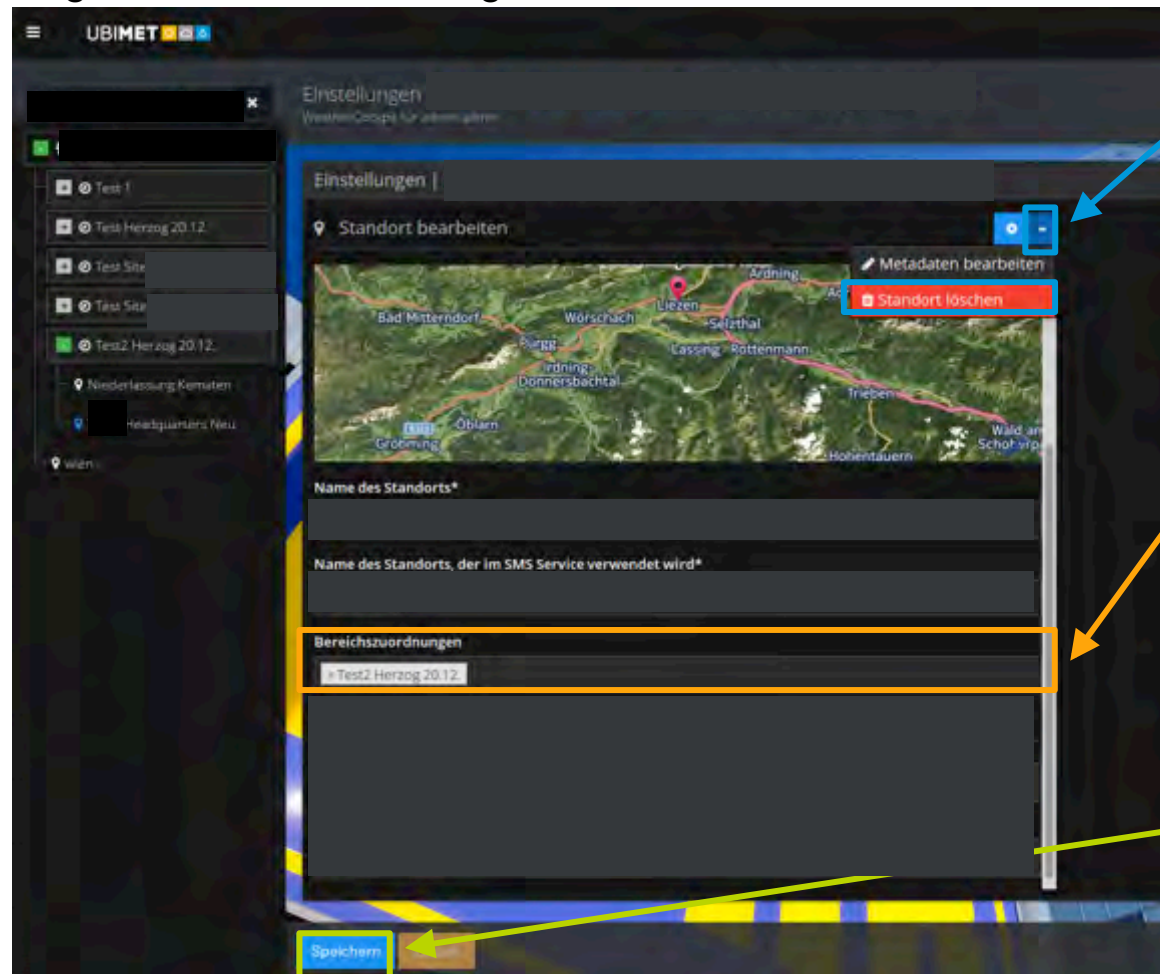 UBIMET
Einstellungen
Einstellungen |
Standort bearbeiten
Metadaten bearbeiten
Standort löschen
Test 1
Test Herzog 20.12.
Test Site
Test Site
Test2 Herzog 20.12.
Niederlassung Kematen
Headquarters Neu
Wien
Ardning
Liezen
Bad Mitterndorf
Wörschach
Selzthal
Pürgg
Lassing
Rottenmann
Irdning-
Donnersbachtal
Trieben
Öblarn
Gröbming
Wald am
Hohentauern
Name des Standorts*
Name des Standorts, der im SMS Service verwendet wird*
Bereichszuordnungen
× Test2 Herzog 20.12.
Speichern